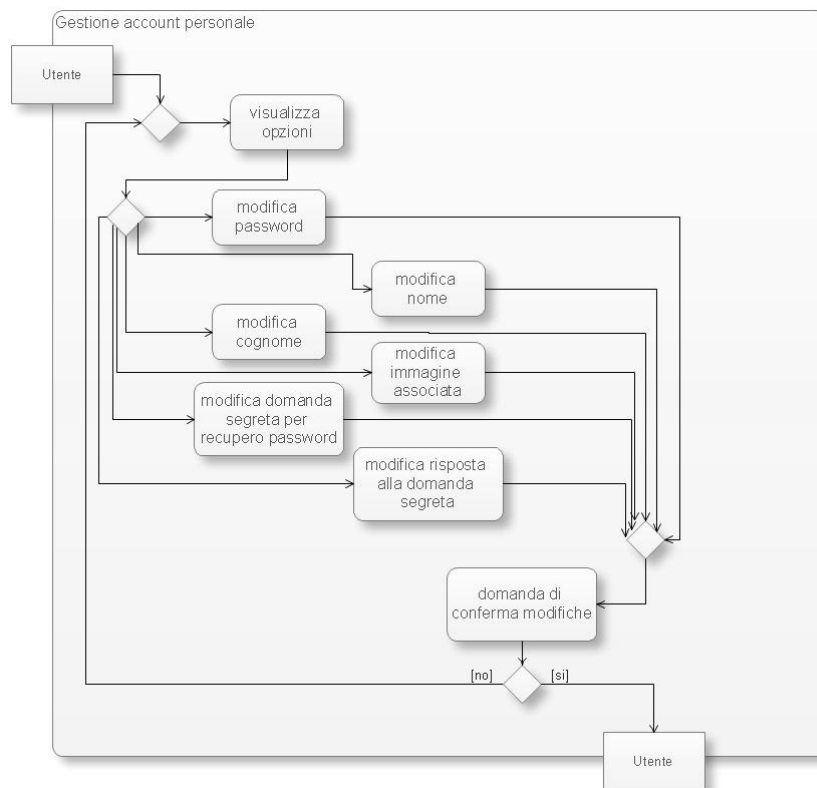 Gestione account personale
Utente
visualizza
opzioni
modifica
password
modifica
nome
modifica
cognome
modifica
immagine
associata
modifica domanda
segreta per
recupero password
modifica risposta
alla domanda
segreta
domanda di
conferma modifiche
[no]
[si]
Utente